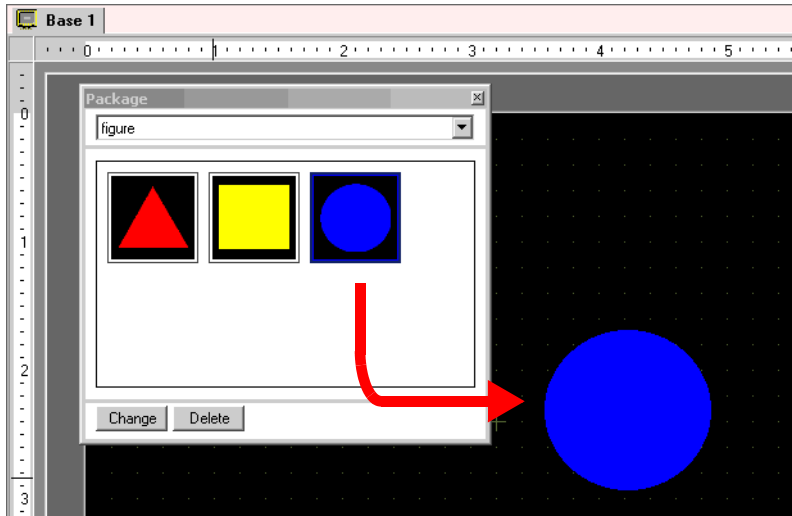 Base 1
0 1 2 3 4 5
Package
figure
0
1
2
3
Change Delete